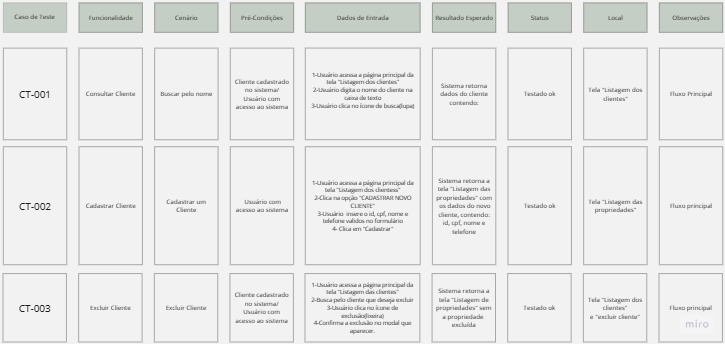 Caso de Teste
Funcionalidade
Cenário
Pré-Condições
Dados de Entrada
Resultado Esperado
Status
Local
Observações
CT-001
Consultar Cliente
Buscar pelo nome
Cliente cadastrado
no sistema/
Usuário com
acesso ao sistema
1-Usuário acessa a página principal da
tela "Listagem dos clientes"
2-Usuário digita o nome do cliente na
caixa de texto
3-Usuário clica no ícone de busca(lupa)
Sistema retorna
dados do cliente
contendo:
Testado ok
Tela "Listagem dos
clientes"
Fluxo Principal
CT-002
Cadastrar Cliente
Cadastrar um
Cliente
Usuário com
acesso ao sistema
1-Usuário acessa a página principal da
tela "Listagem dos clientess"
2-Clica na opção "CADASTRAR NOVO
CLIENTE"
3-Usuário insere o id, cpf, nome e
telefone validos no formulário
4- Clica em "Cadastrar"
Sistema retorna a
tela "Listagem das
propriedades" com
os dados do novo
cliente, contendo:
id, cpf, nome e
telefone
Testado ok
Tela "Listagem das
propriedades"
Fluxo principal
CT-003
Excluir Cliente
Excluir Cliente
Cliente cadastrado
no sistema/
Usuário com
acesso ao sistema
1-Usuário acessa a página principal da
tela "Listagem das clientes"
2-Busca pelo cliente que deseja excluir
3-Usuário clica no ícone de
exclusão(lixeira)
4-Confirma a exclusão no modal que
aparecer.
Sistema retorna a
tela "Listagem de
propriedades" sem
a propriedade
excluída
Testado ok
Tela "Listagem dos
clientes"
e "excluir cliente"
Fluxo principal
miro